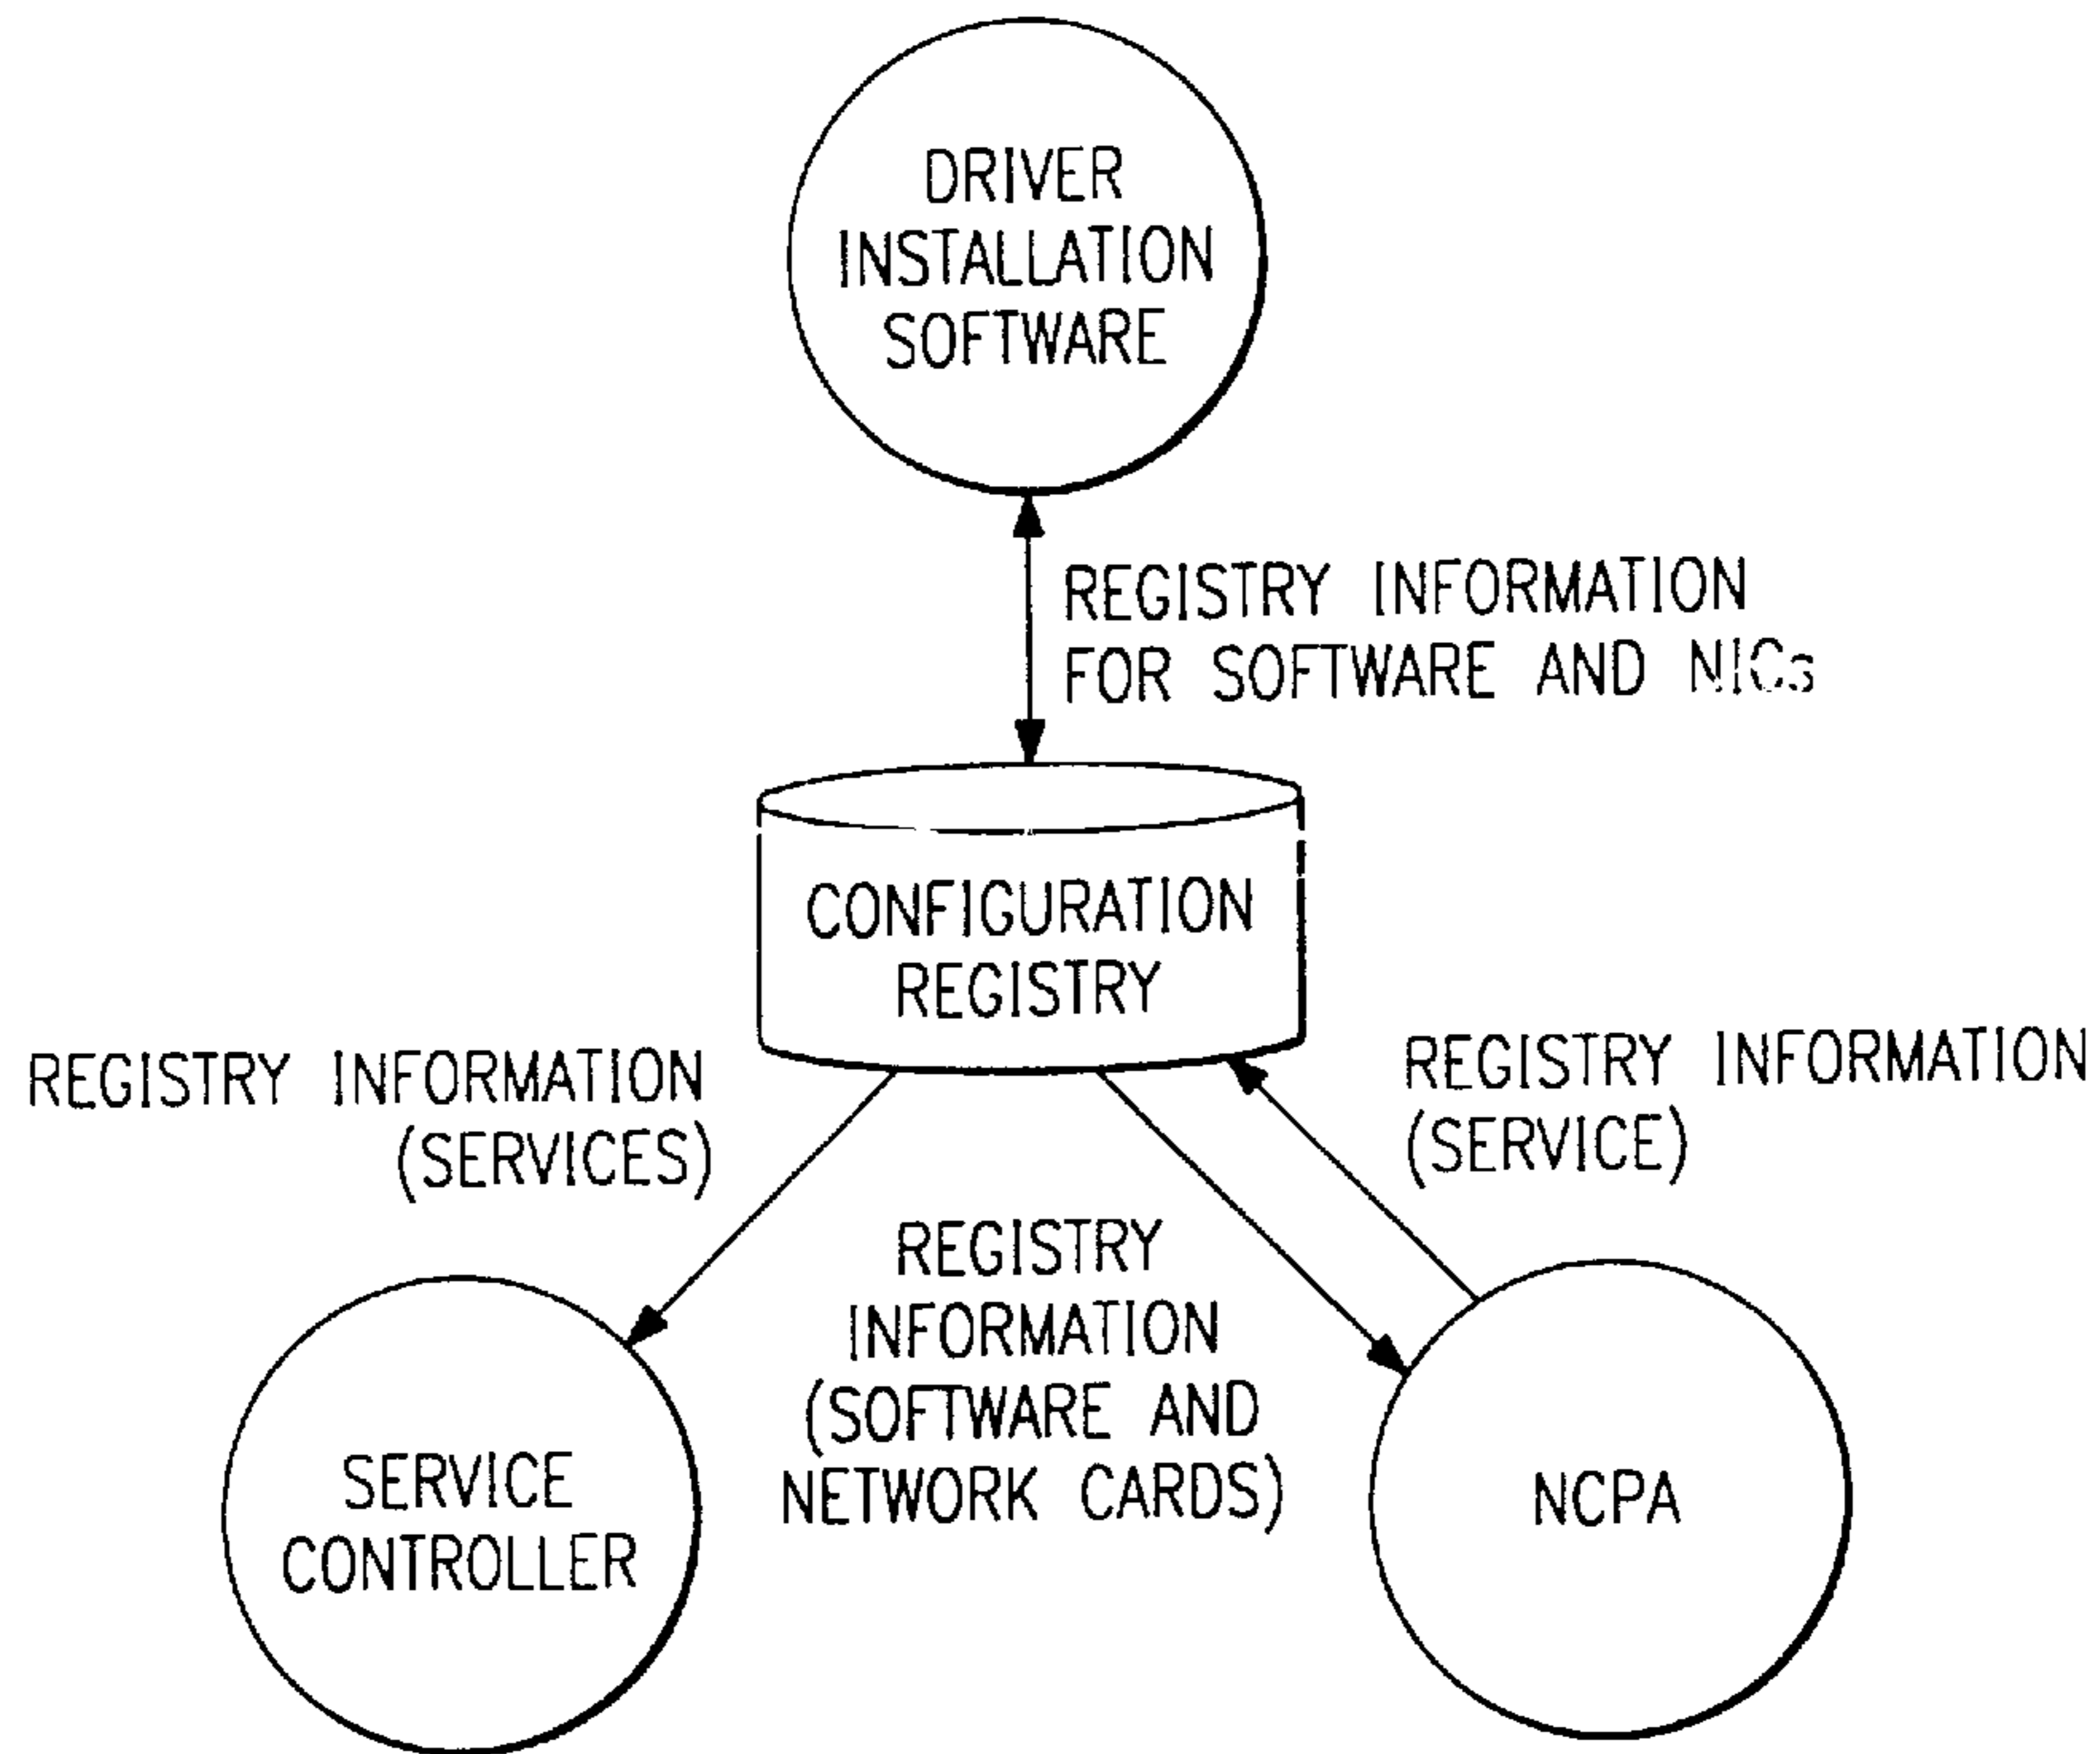 DRIVER
INSTALLATION
SOFTWARE
REGISTRY INFORMATION
FOR SOFTWARE AND NICs
CONFIGURATION
REGISTRY
REGISTRY INFORMATION
(SERVICES)
REGISTRY INFORMATION
(SERVICE)
REGISTRY
INFORMATION
(SOFTWARE AND
NETWORK CARDS)
SERVICE
CONTROLLER
NCPA